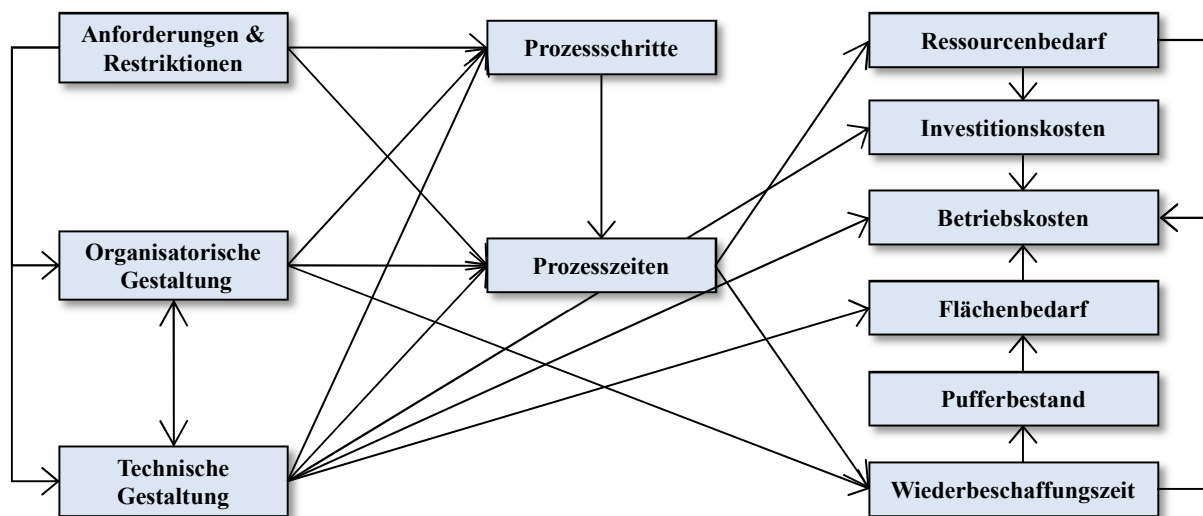 Anforderungen &
Restriktionen
Organisatorische
Gestaltung
Technische
Gestaltung
Prozessschritte
Prozesszeiten
Ressourcenbedarf
Investitionskosten
Betriebskosten
Flächenbedarf
Pufferbestand
Wiederbeschaffungszeit